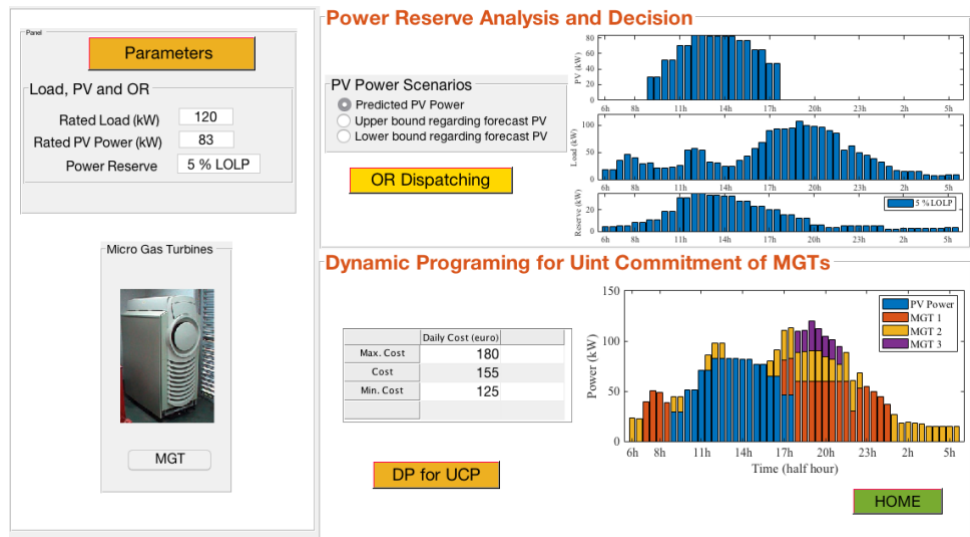 Panel
Parameters
Load, PV and OR
Rated Load (kW) 120
Rated PV Power (kW) 83
Power Reserve 5 % LOLP
Micro Gas Turbines
MGT
Power Reserve Analysis and Decision
PV Power Scenarios
Predicted PV Power
Upper bound regarding forecast PV
Lower bound regarding forecast PV
OR Dispatching
PV (kW)
80
60
40
20
0
6h 8h 11h 14h 17h 20h 23h 2h 5h
Load (kW)
100
50
0
6h 8h 11h 14h 17h 20h 23h 2h 5h
Reserve (kW)
20
0
5 % LOLP
6h 8h 11h 14h 17h 20h 23h 2h 5h
Dynamic Programing for Uint Commitment of MGTs
Daily Cost (euro)
Max. Cost 180
Cost 155
Min. Cost 125
DP for UCP
Power (kW)
150
100
50
0
PV Power
MGT 1
MGT 2
MGT 3
6h 8h 11h 14h 17h 20h 23h 2h 5h
Time (half hour)
HOME